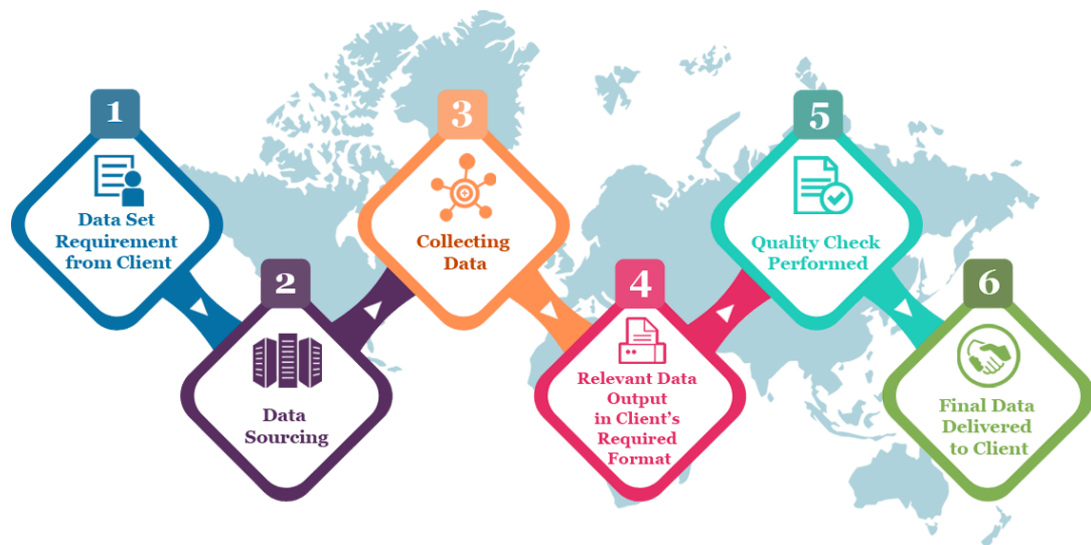 1
Data Set
Requirement
from Client
2
Data
Sourcing
3
Collecting
Data
4
Relevant Data
Output
in Client's
Required
Format
5
Quality Check
Performed
6
Final Data
Delivered
to Client